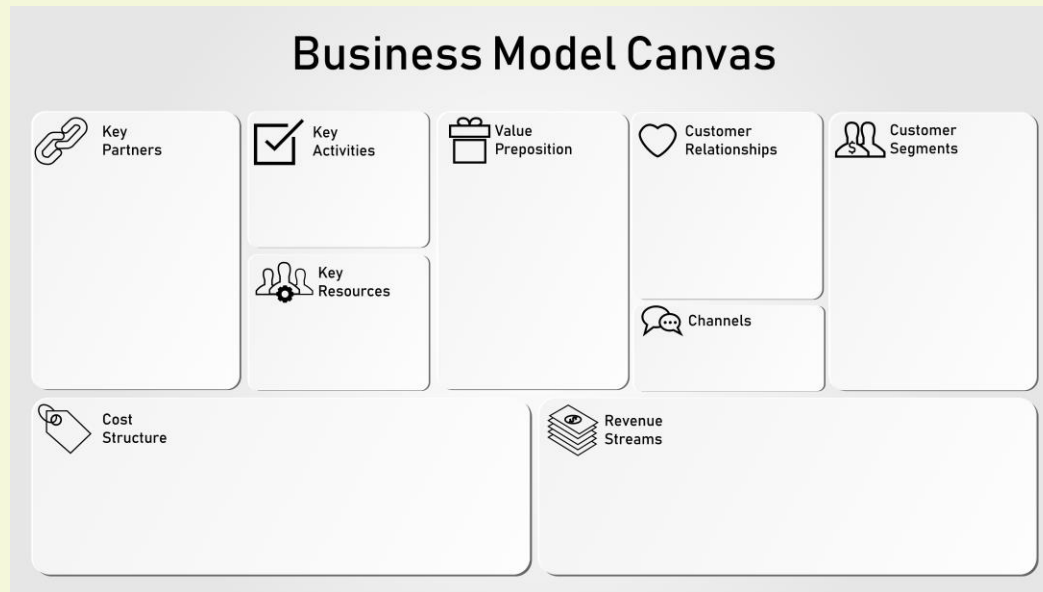 Business Model Canvas
Key
Partners
Key
Activities
Key
Resources
Value
Preposition
Customer
Relationships
Channels
Customer
Segments
Cost
Structure
Revenue
Streams